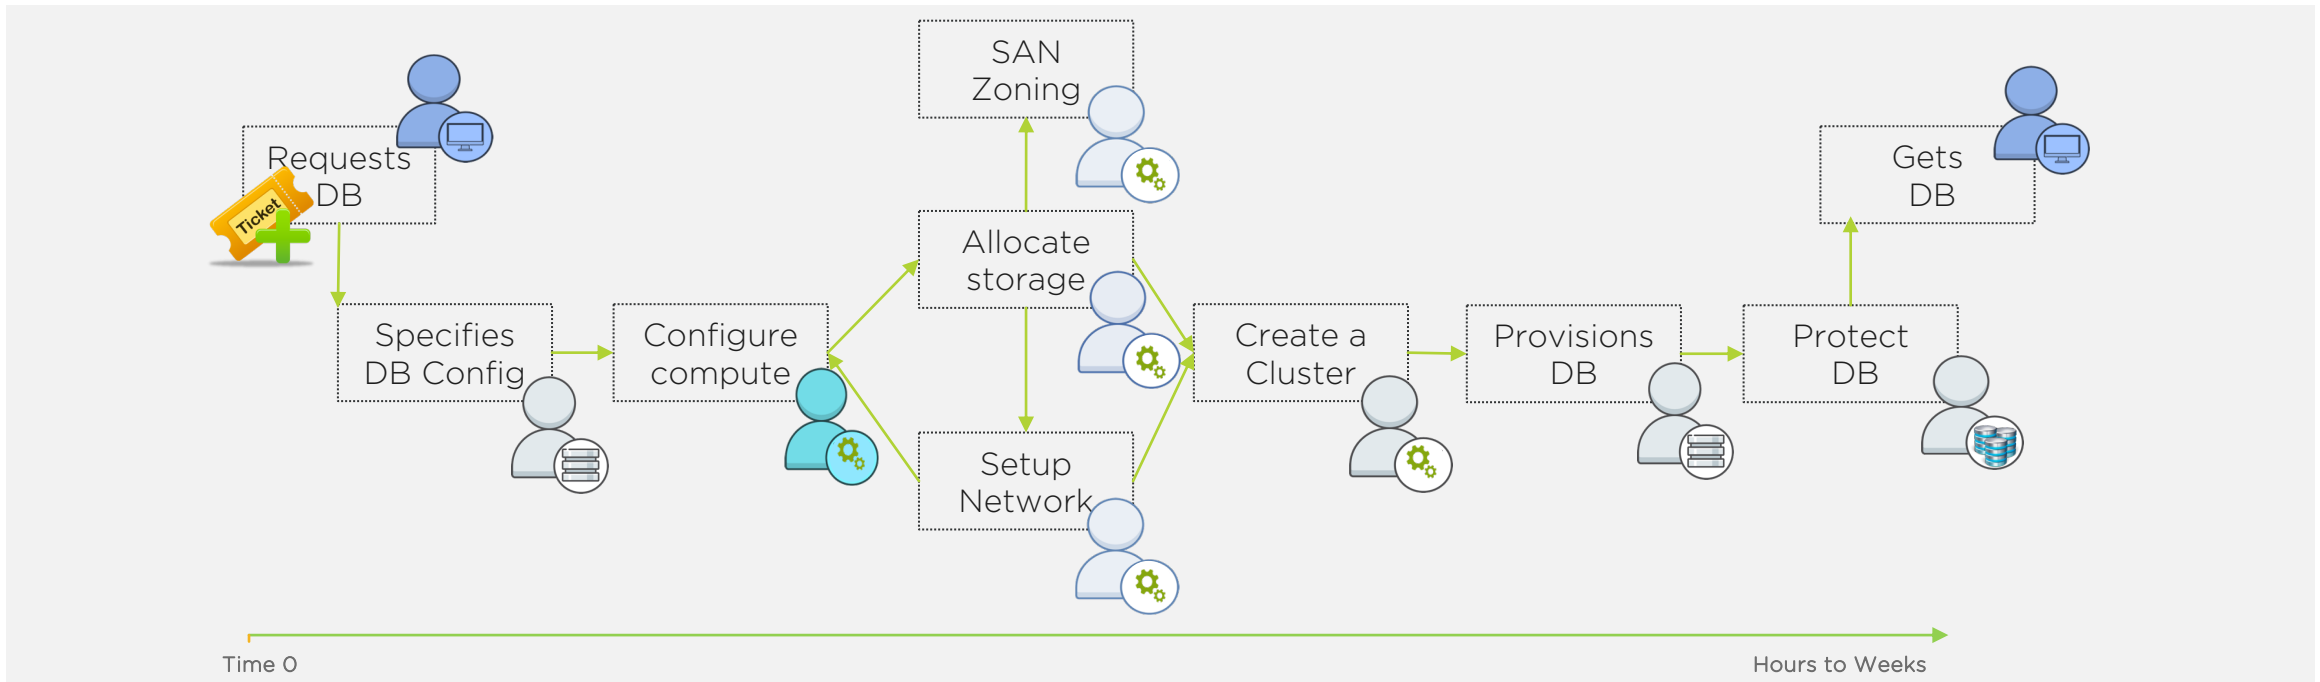 SAN
Zoning
Requests
DB
Ticket
Gets
DB
Allocate
storage
Specifies
DB Config
Configure
compute
Create a
Cluster
Provisions
DB
Protect
DB
Setup
Network
Time 0
Hours to Weeks